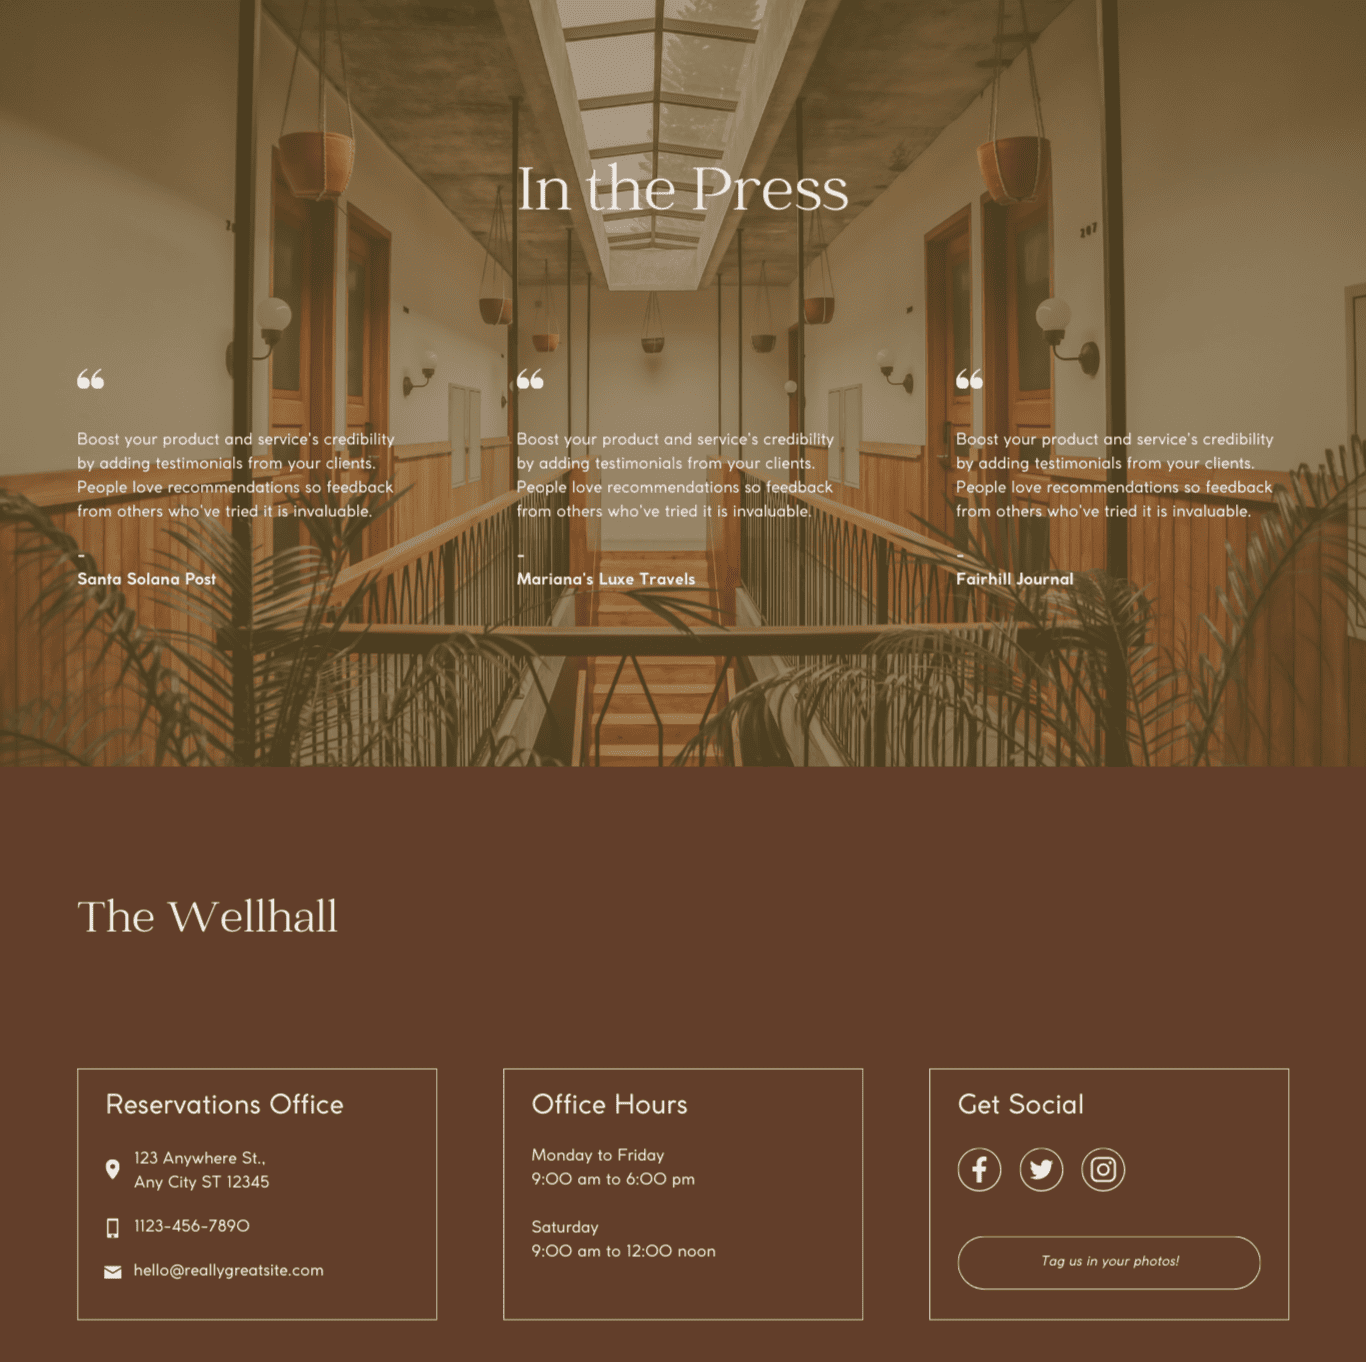 In the Press
Boost your product and service's credibility
by adding testimonials from your clients.
People love recommendations so feedback
from others who've tried it is invaluable.
-
Santa Solana Post
Boost your product and service's credibility
by adding testimonials from your clients.
People love recommendations so feedback
from others who've tried it is invaluable.
-
Mariana's Luxe Travels
Boost your product and service's credibility
by adding testimonials from your clients.
People love recommendations so feedback
from others who've tried it is invaluable.
-
Fairhill Journal
207
The Wellhall
Reservations Office
123 Anywhere St.,
Any City ST 12345
1123-456-7890
hello@reallygreatsite.com
Office Hours
Monday to Friday
9:00 am to 6:00 pm
Saturday
9:00 am to 12:00 noon
Get Social
Tag us in your photos!